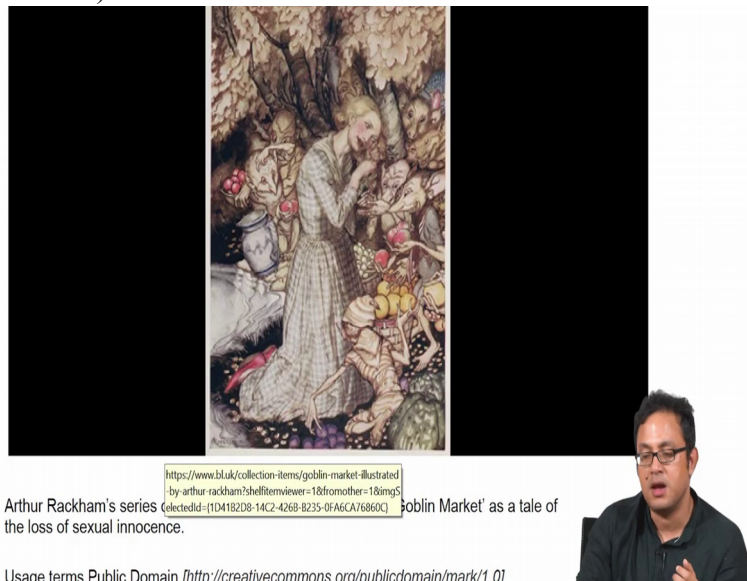 https://www.bl.uk/collection-items/goblin-market-illustrated
-by-arthur-rackham?shelfitemviewer=1&fromother=1&imgS
electedId={1D41B2D8-14C2-426B-B235-0FA6CA76860C}
Arthur Rackham's series Goblin Market' as a tale of
the loss of sexual innocence.
Usage terms Public Domain [http://creativecommons.org/publicdomain/mark/1.0]